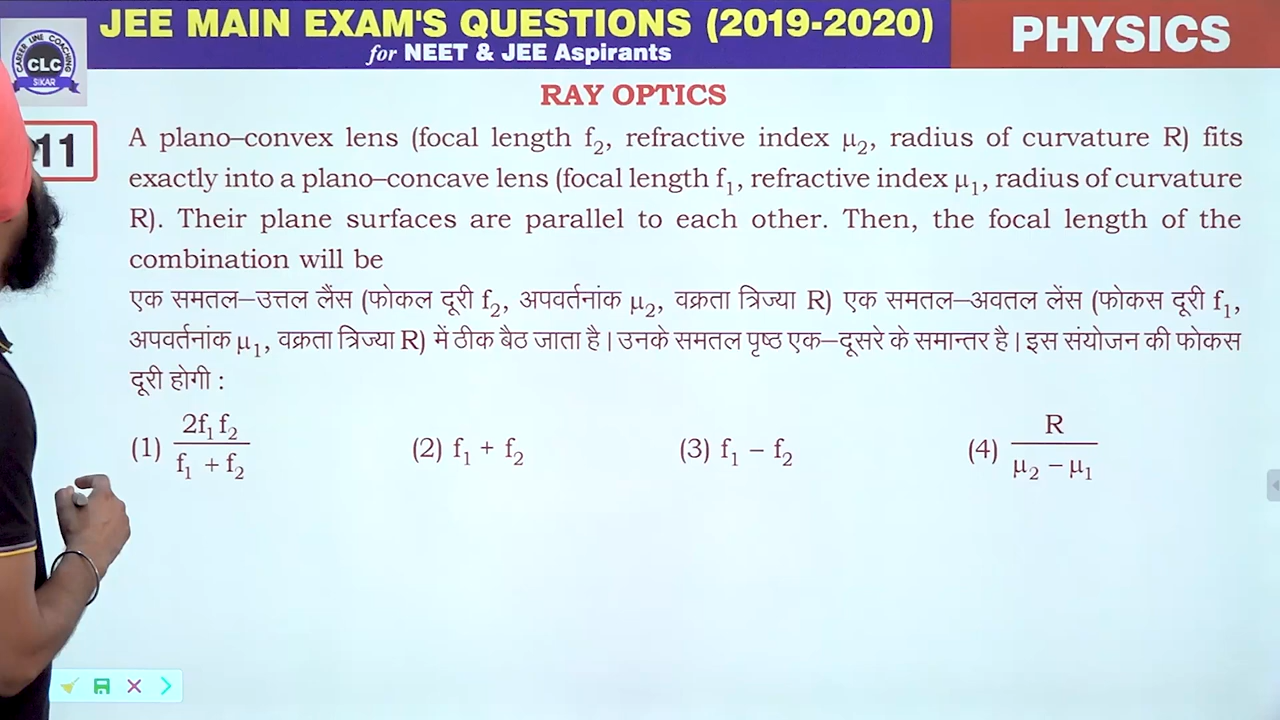 JEE MAIN EXAM'S QUESTIONS (2019-2020)
for NEET & JEE Aspirants
PHYSICS
CAREER LINE COACHING
CLC
SIKAR
RAY OPTICS
11
A plano–convex lens (focal length f₂, refractive index μ₂, radius of curvature R) fits
exactly into a plano–concave lens (focal length f₁, refractive index μ₁, radius of curvature
R). Their plane surfaces are parallel to each other. Then, the focal length of the
combination will be
एक समतल–उत्तल लैंस (फोकल दूरी f₂, अपवर्तनांक μ₂, वक्रता त्रिज्या R) एक समतल–अवतल लेंस (फोकस दूरी f₁,
अपवर्तनांक μ₁, वक्रता त्रिज्या R) में ठीक बैठ जाता है। उनके समतल पृष्ठ एक–दूसरे के समान्तर है। इस संयोजन की फोकस
दूरी होगी :
(1) 2f₁f₂ / f₁ + f₂
(2) f₁ + f₂
(3) f₁ – f₂
(4) R / μ₂ – μ₁